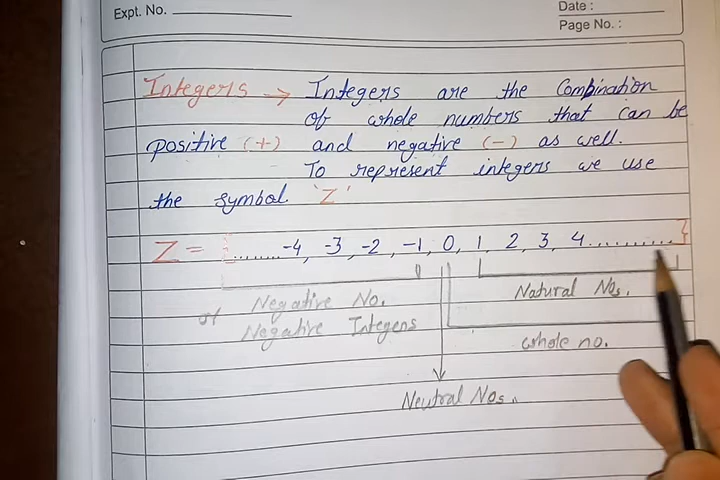 Expt. No.
Date :
Page No. :
Integers → Integers are the Combination
of whole numbers that can be
positive (+) and negative (-) as well.
To represent integers we use
the symbol. 'Z'
Z = {.........-4, -3, -2, -1, 0, 1, 2, 3, 4...........}
Negative No.
or Negative Integers
Natural Nos.
whole no.
Neutral Nos.